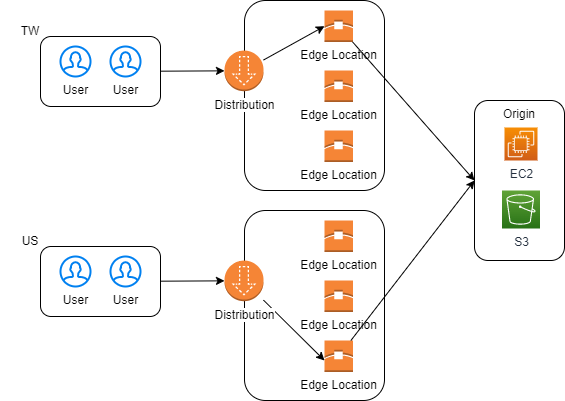 TW
User
User
Distribution
Edge Location
Edge Location
Edge Location
Origin
EC2
S3
US
User
User
Distribution
Edge Location
Edge Location
Edge Location